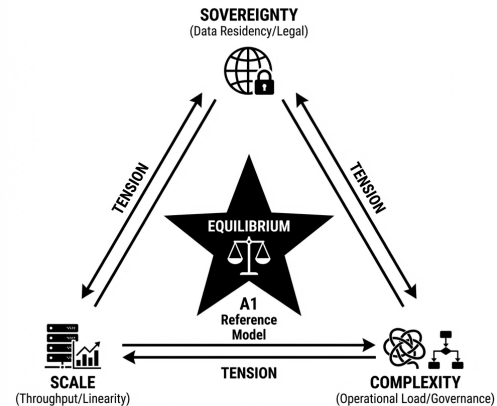 SOVEREIGNTY
(Data Residency/Legal)
TENSION
TENSION
EQUILIBRIUM
A1
Reference
Model
TENSION
SCALE
(Throughput/Linearity)
COMPLEXITY
(Operational Load/Governance)